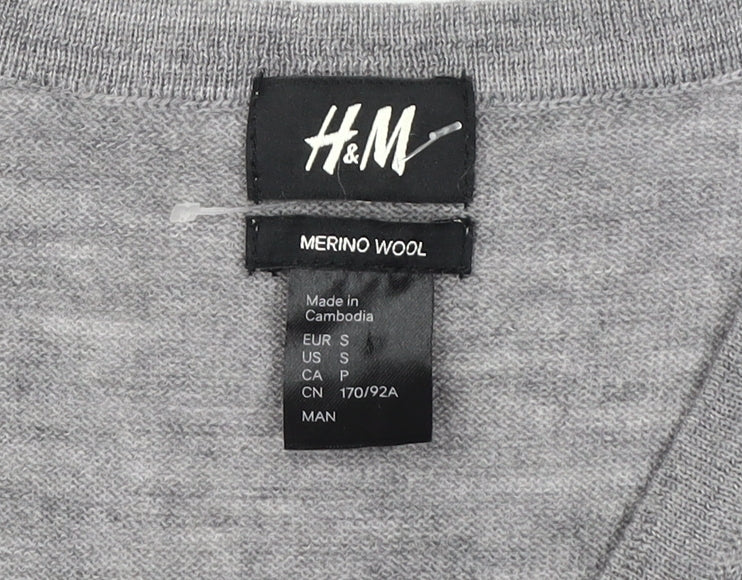 H&M
MERINO WOOL
Made in
Cambodia
EUR S
US S
CA P
CN 170/92A
MAN